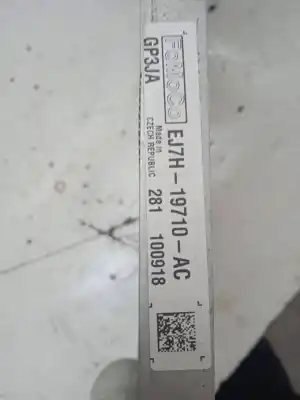 FoMoCo
EJ7H-19710-AC
GP3JA
Made in
CZECH REPUBLIC
281 100918